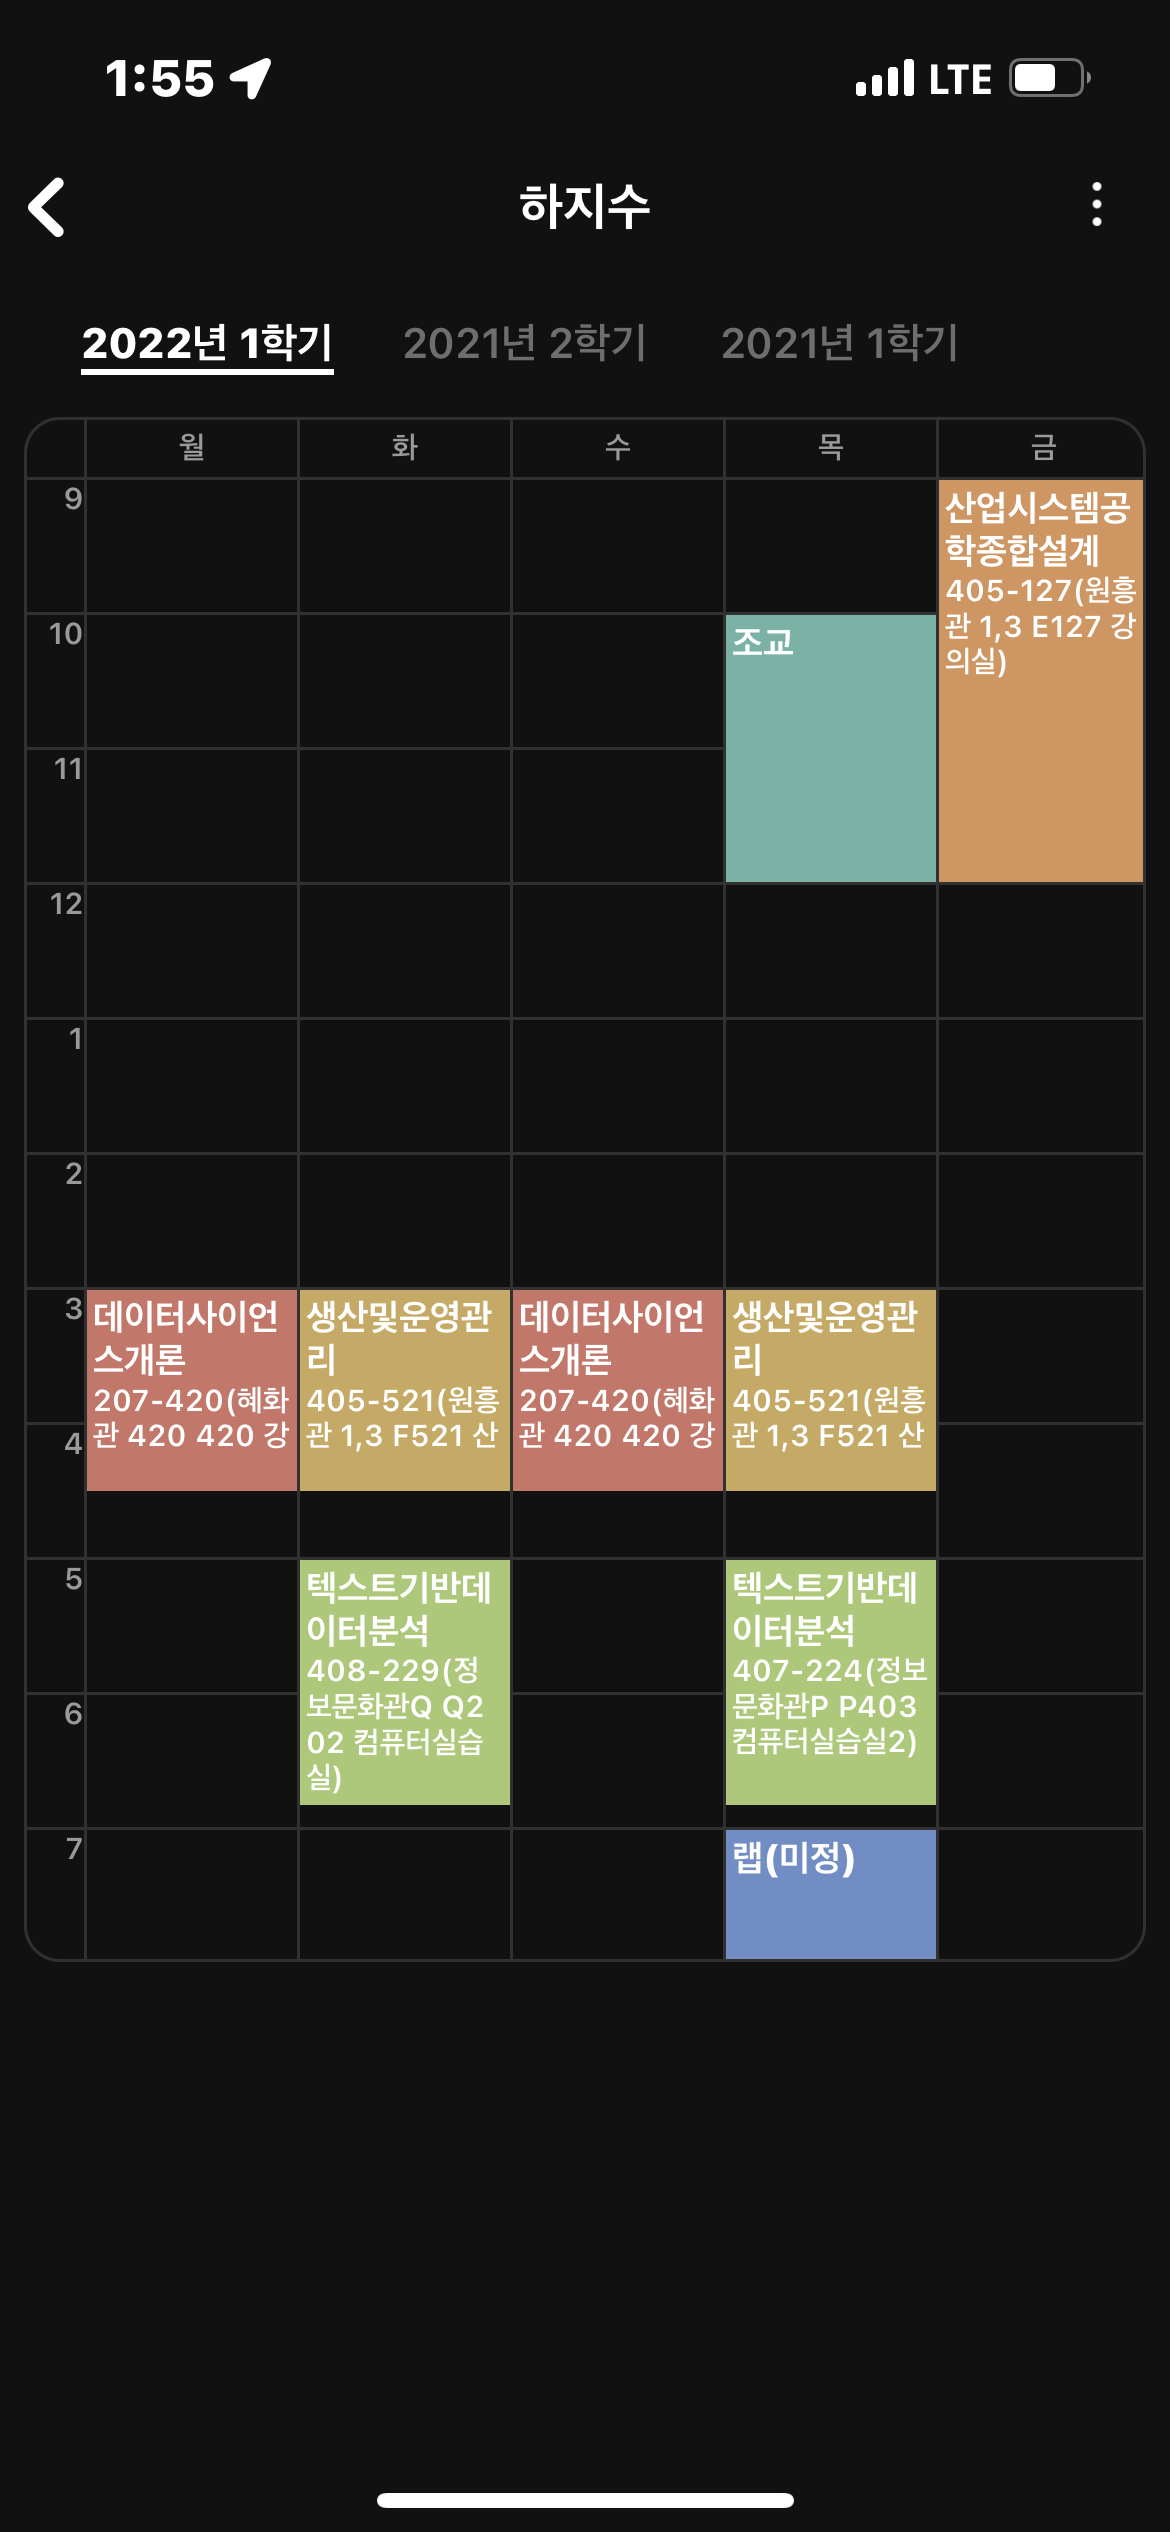 1:55
LTE
하지수
2022년 1학기
2021년 2학기
2021년 1학기
월
화
수
목
금
9
산업시스템공
학종합설계
405-127(원흥
관 1,3 E127 강
의실)
10
조교
11
12
1
2
3
데이터사이언
스개론
207-420(혜화
관 420 420 강
생산및운영관
리
405-521(원흥
관 1,3 F521 산
데이터사이언
스개론
207-420(혜화
관 420 420 강
생산및운영관
리
405-521(원흥
관 1,3 F521 산
4
5
텍스트기반데
이터분석
408-229(정
보문화관Q Q2
02 컴퓨터실습
실)
텍스트기반데
이터분석
407-224(정보
문화관P P403
컴퓨터실습실2)
6
7
랩(미정)